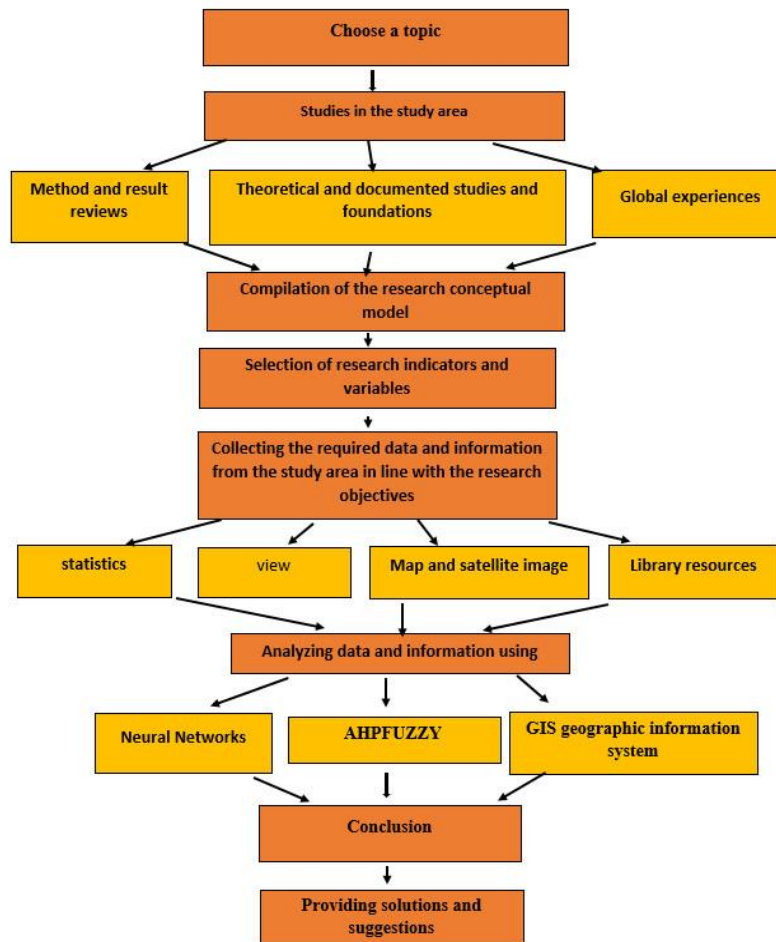 Choose a topic
Studies in the study area
Method and result
reviews
Theoretical and documented studies and
foundations
Global experiences
Compilation of the research conceptual
model
Selection of research indicators and
variables
Collecting the required data and information
from the study area in line with the research
objectives
statistics
view
Map and satellite image
Library resources
Analyzing data and information using
Neural Networks
AHPFUZZY
GIS geographic information
system
Conclusion
Providing solutions and
suggestions